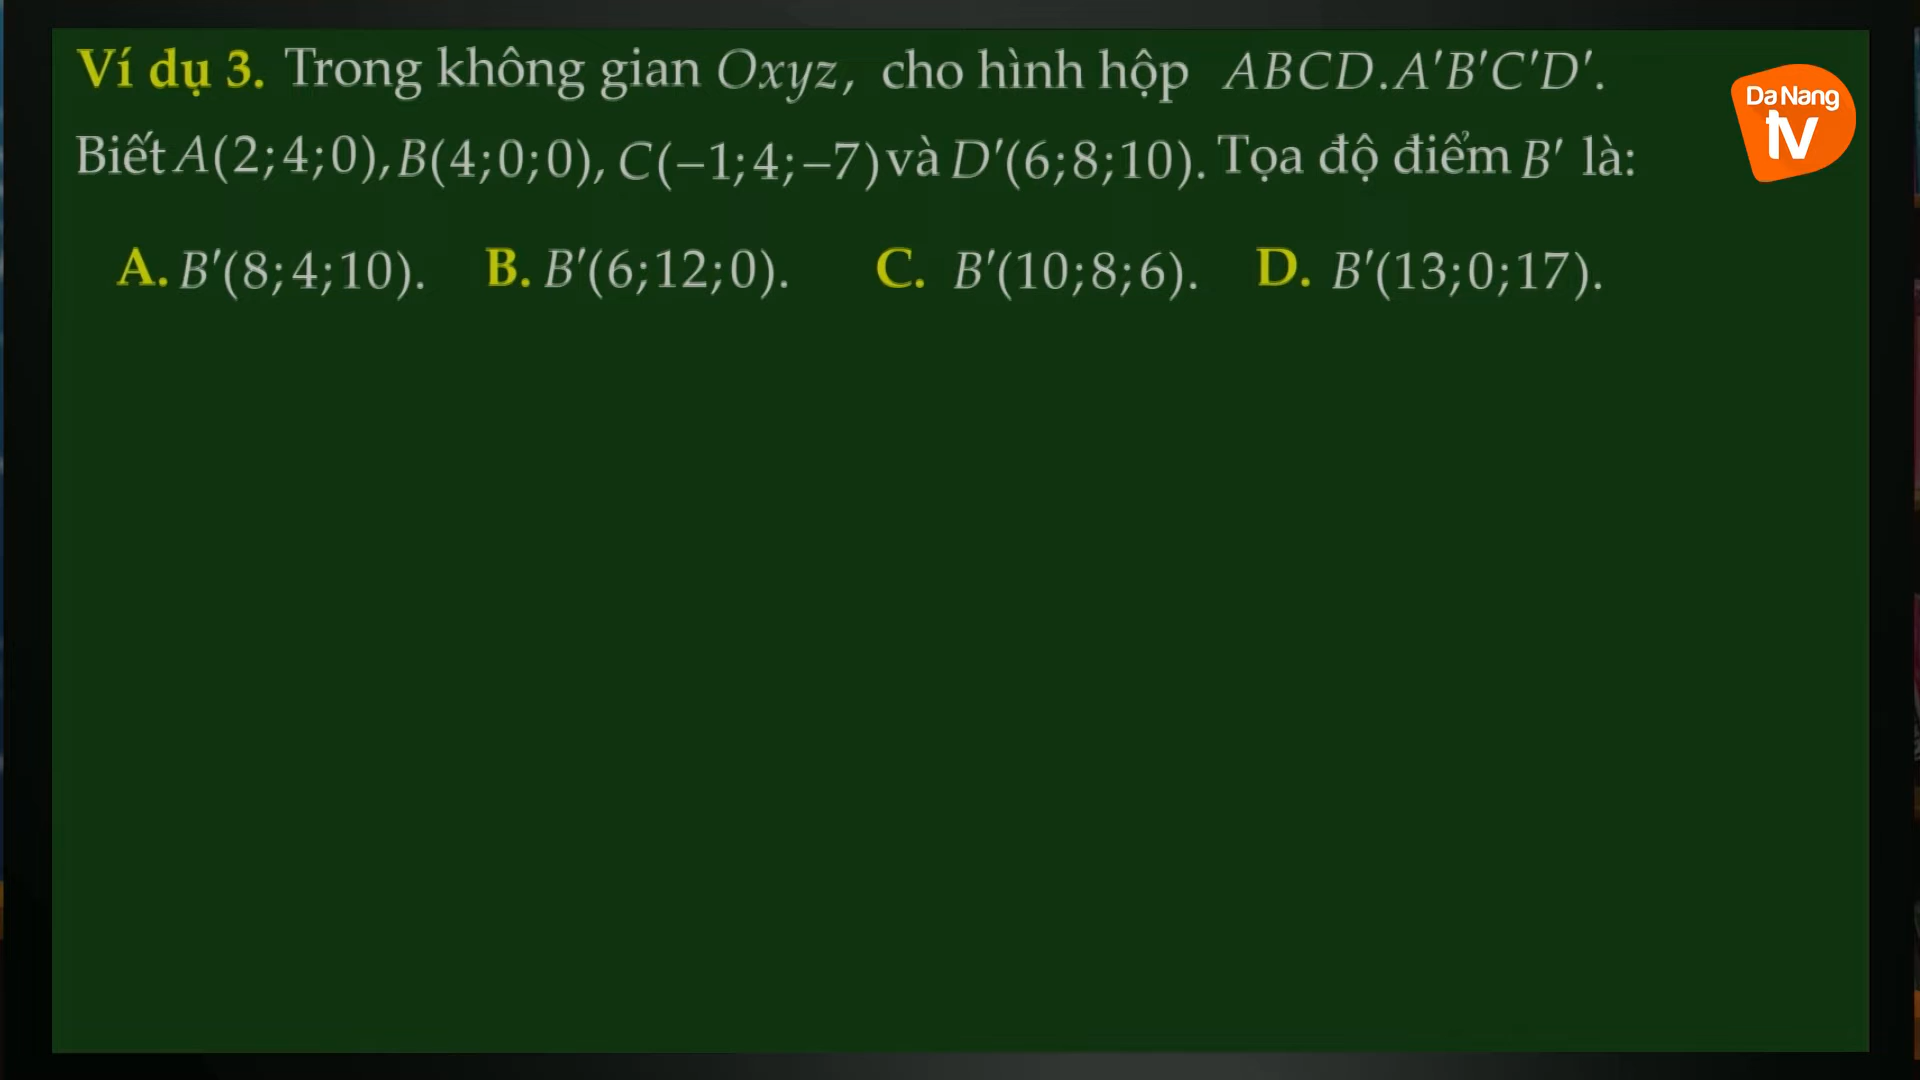 Ví dụ 3. Trong không gian Oxyz, cho hình hộp ABCD.A'B'C'D'.
Biết A(2;4;0), B(4;0;0), C(−1;4;−7) và D'(6;8;10). Tọa độ điểm B' là:
A. B'(8;4;10). B. B'(6;12;0). C. B'(10;8;6). D. B'(13;0;17).
Da Nang
tv